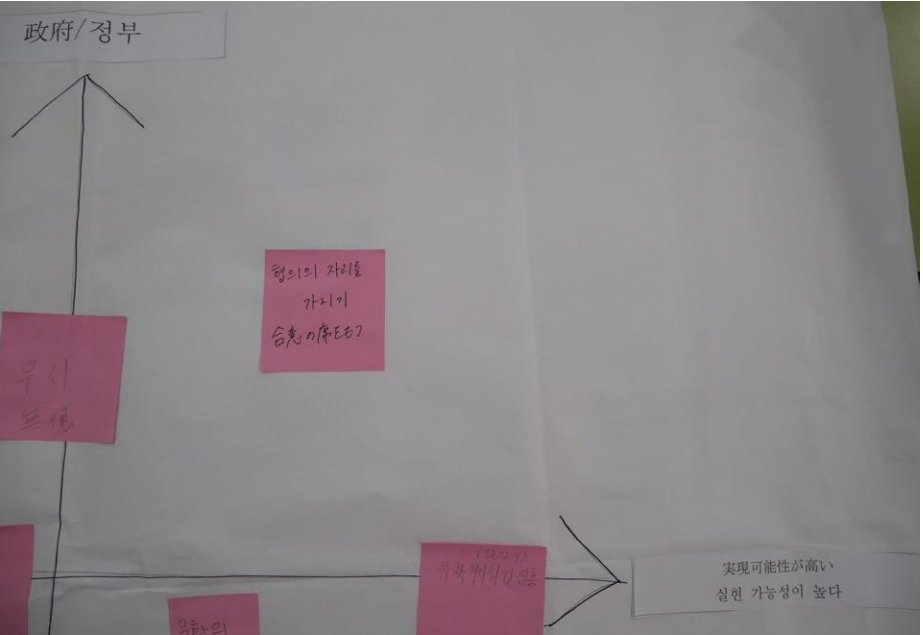 政府/정부
협의의 자리를
가지기
合意の席をもつ
무시
無視
実現可能性が高い
실현 가능성이 높다